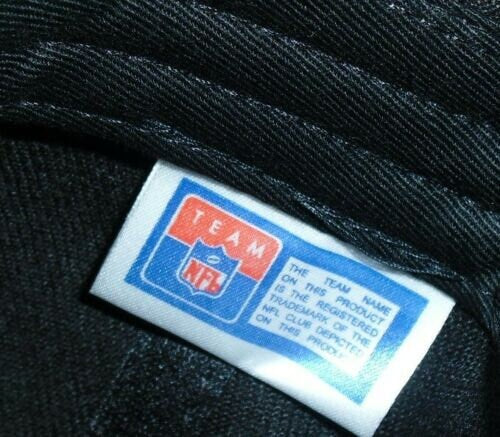 TEAM
NFL
THE TEAM NAME
ON THIS PRODUCT
IS THE REGISTERED
TRADEMARK OF THE
NFL CLUB DEPICTED
ON THIS